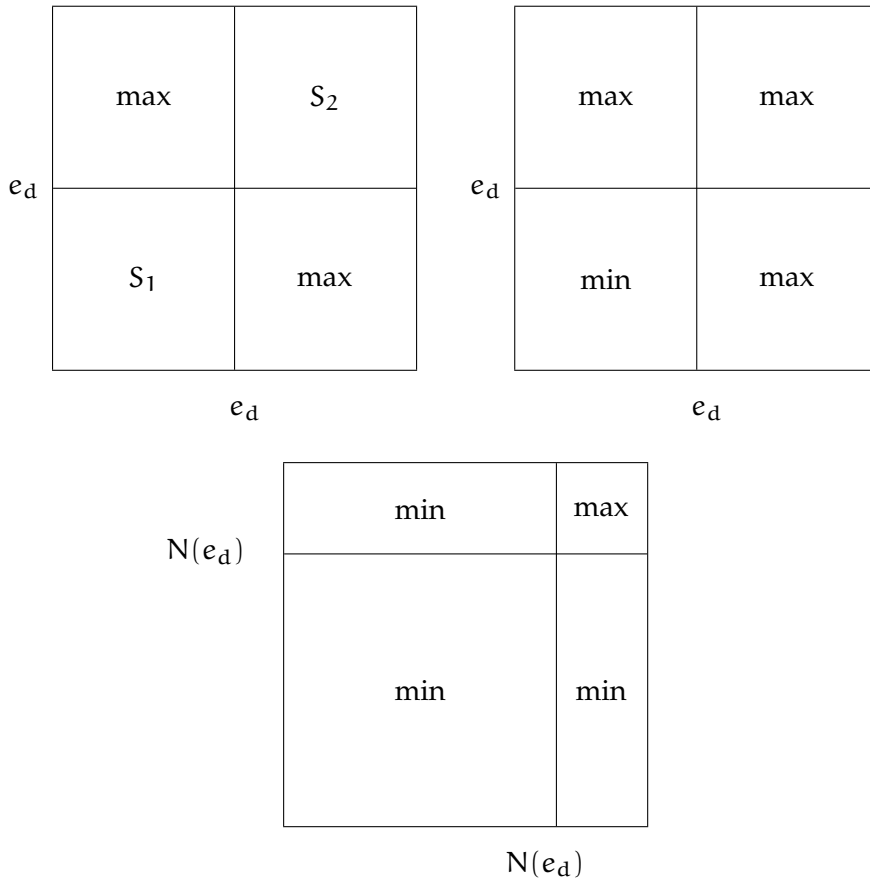 max S₂
max max
e_d e_d
S₁ max
min max
e_d e_d
min max
N(e_d)
min min
N(e_d)